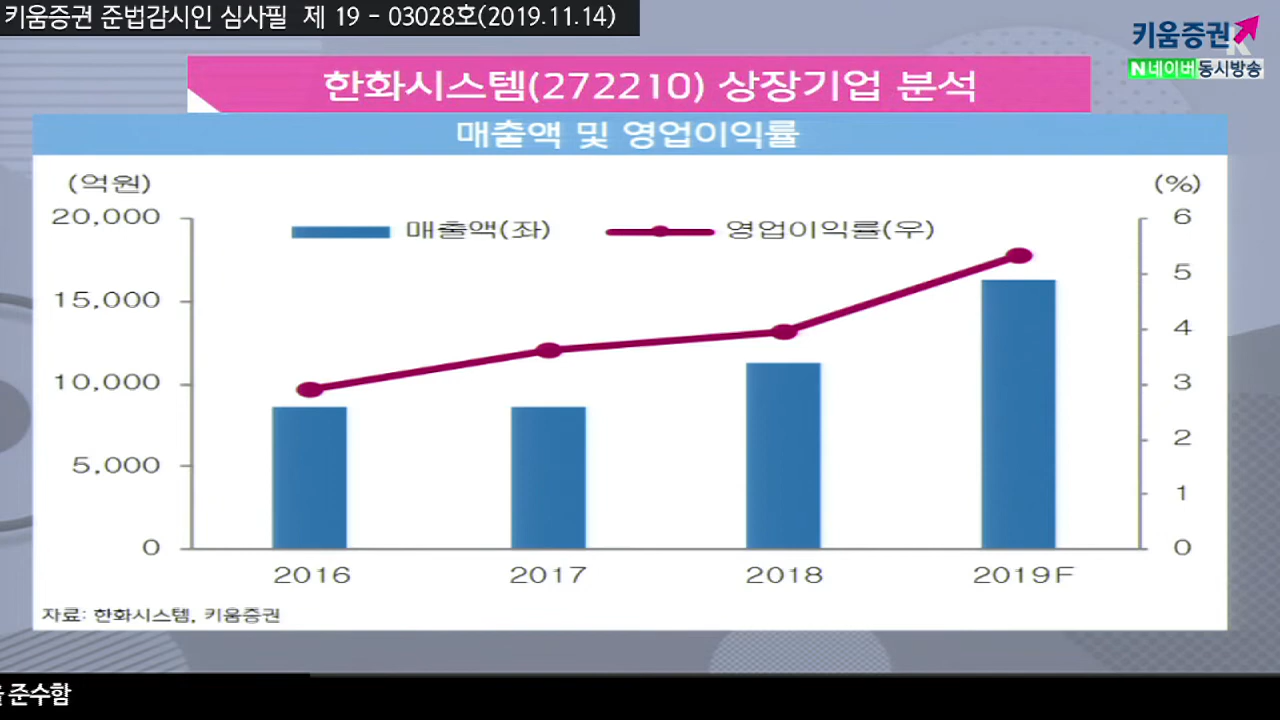 키움증권 준법감시인 심사필 제 19 - 03028호(2019.11.14)
키움증권
N네이버 동시방송
한화시스템(272210) 상장기업 분석
매출액 및 영업이익률
(억원)
(%)
매출액(좌)
영업이익률(우)
20,000
15,000
10,000
5,000
0
6
5
4
3
2
1
0
2016 2017 2018 2019F
자료: 한화시스템, 키움증권
준수함